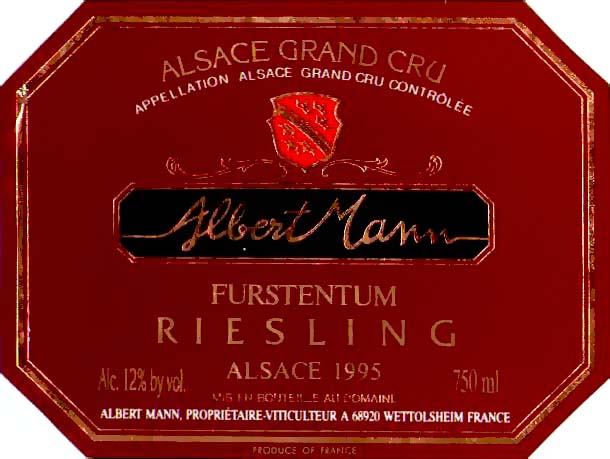 ALSACE GRAND CRU
APPELLATION ALSACE GRAND CRU CONTRÔLÉE
Albert Mann
FURSTENTUM
RIESLING
ALSACE 1995
Alc. 12% by vol.
750 ml
MIS EN BOUTEILLE AU DOMAINE
ALBERT MANN, PROPRIÉTAIRE-VITICULTEUR A 68920 WETTOLSHEIM FRANCE
PRODUCE OF FRANCE